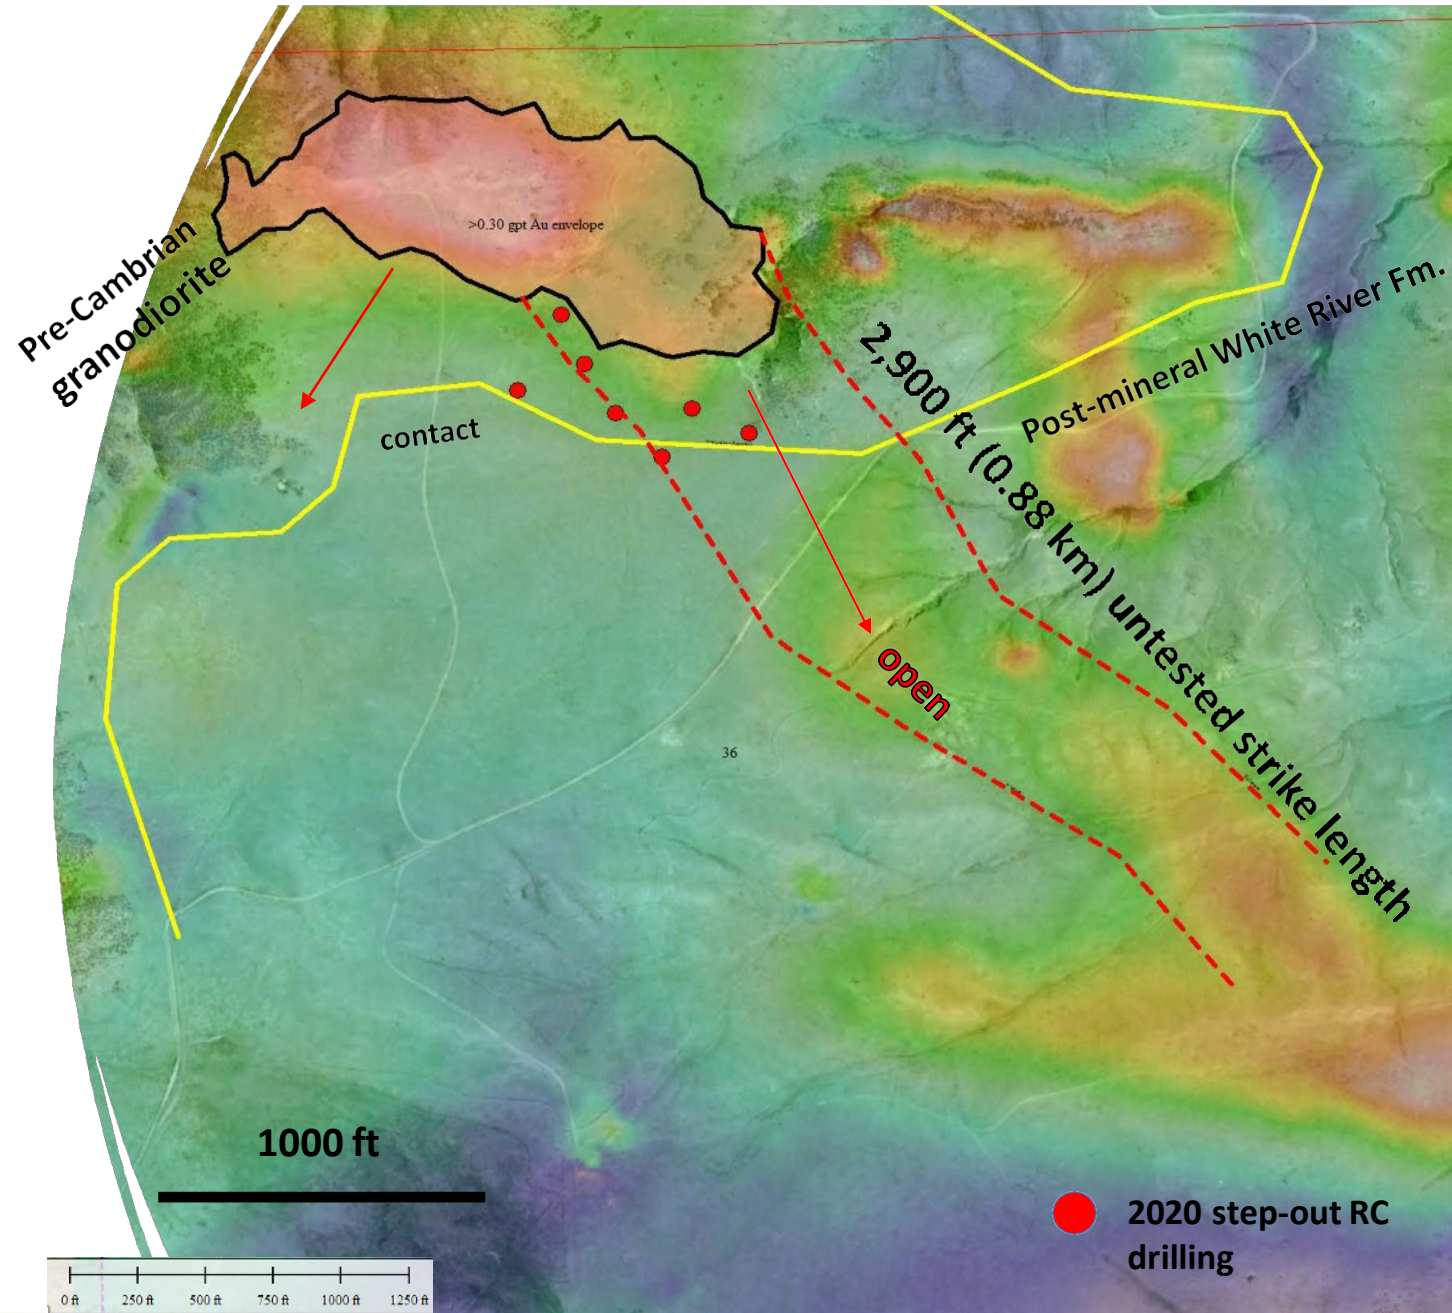 >0.30 gpt Au envelope
Pre-Cambrian
granodiorite
contact
Post-mineral White River Fm.
2,900 ft (0.88 km) untested strike length
open
36
1000 ft
2020 step-out RC
drilling
0 ft 250 ft 500 ft 750 ft 1000 ft 1250 ft